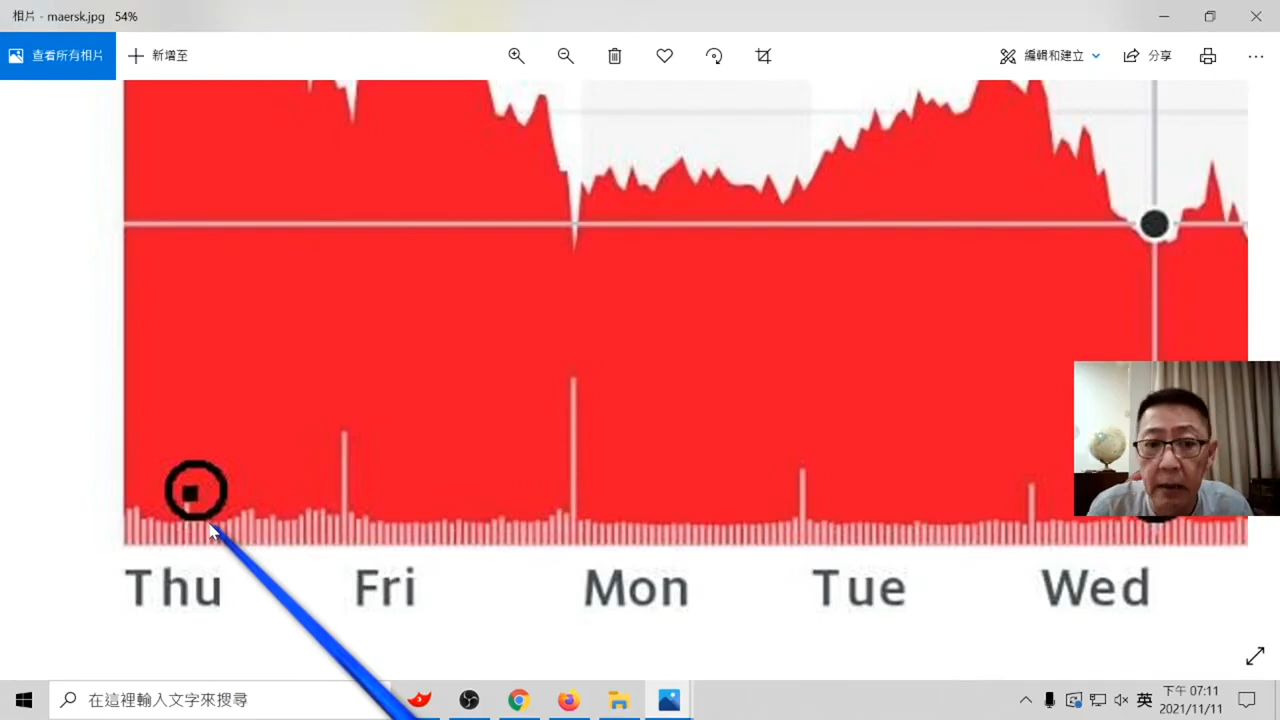 相片 - maersk.jpg 54%
查看所有相片 新增至 編輯和建立 分享
Thu Fri Mon Tue Wed
在這裡輸入文字來搜尋 英 下午 07:11
2021/11/11